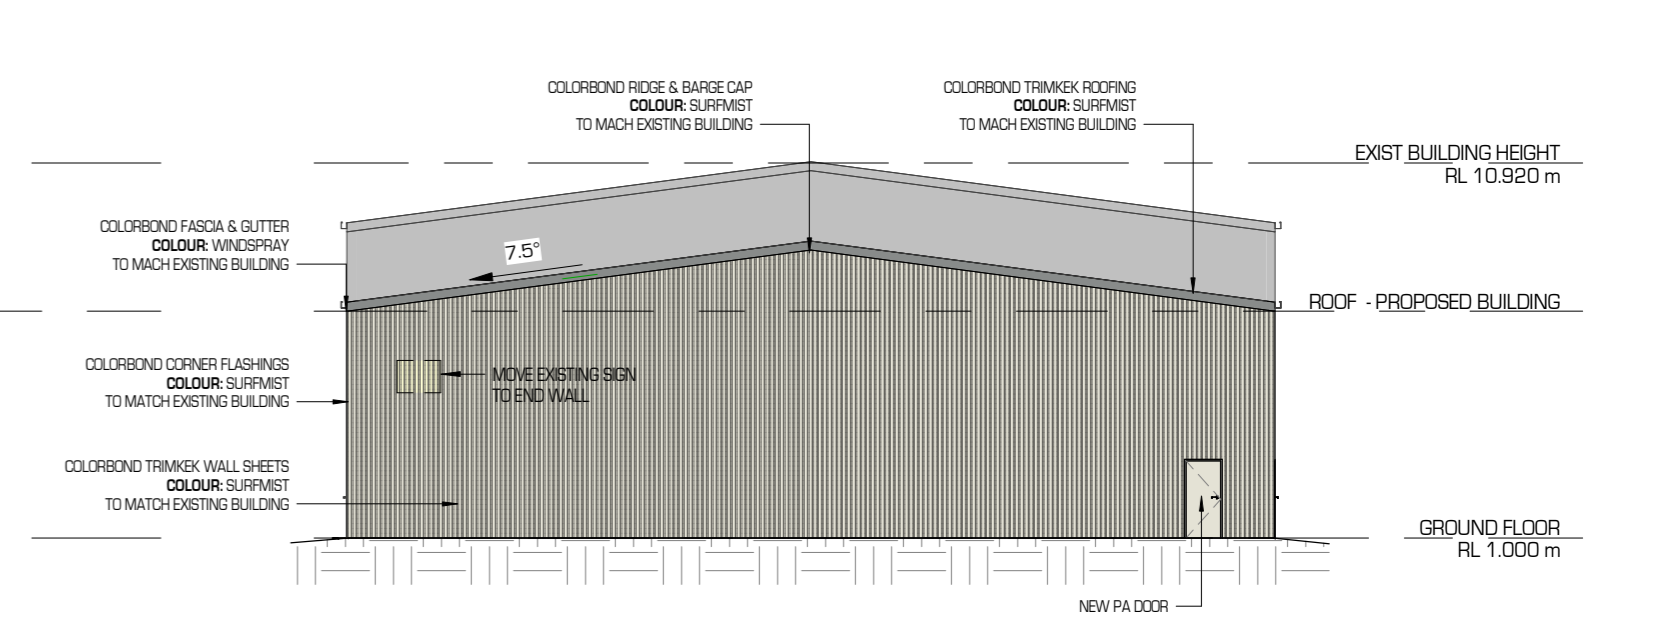 COLORBOND RIDGE & BARGE CAP
COLOUR: SURFMIST
TO MACH EXISTING BUILDING
COLORBOND TRIMKEK ROOFING
COLOUR: SURFMIST
TO MACH EXISTING BUILDING
EXIST BUILDING HEIGHT
RL 10.920 m
COLORBOND FASCIA & GUTTER
COLOUR: WINDSPRAY
TO MACH EXISTING BUILDING
7.5°
ROOF - PROPOSED BUILDING
COLORBOND CORNER FLASHINGS
COLOUR: SURFMIST
TO MATCH EXISTING BUILDING
MOVE EXISTING SIGN
TO END WALL
COLORBOND TRIMKEK WALL SHEETS
COLOUR: SURFMIST
TO MATCH EXISTING BUILDING
GROUND FLOOR
RL 1.000 m
NEW PA DOOR